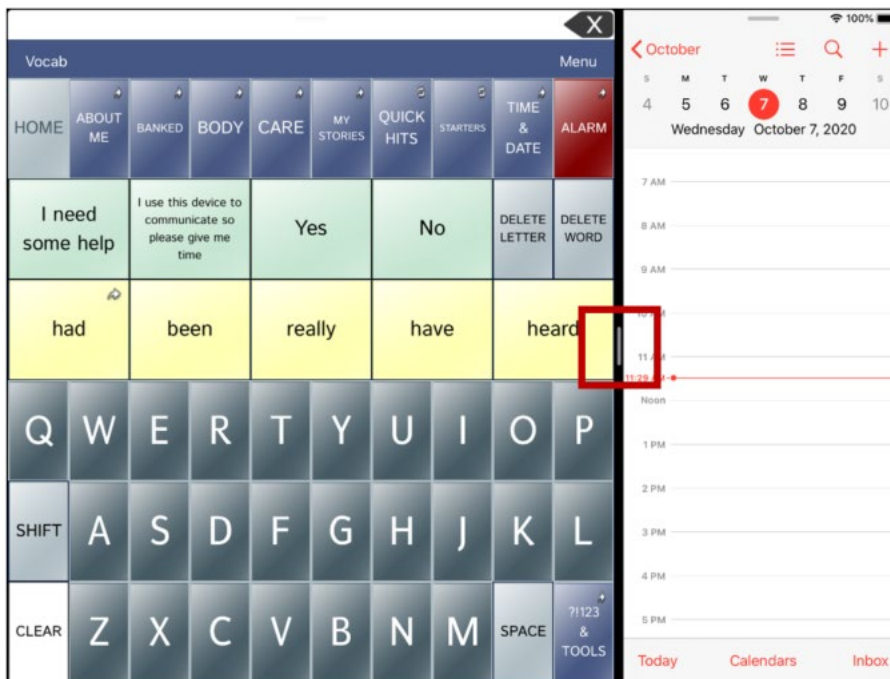 X
Vocab
Menu
HOME
ABOUT
ME
BANKED
BODY
CARE
MY
STORIES
QUICK
HITS
STARTERS
TIME
&
DATE
ALARM
I need
some help
I use this device to
communicate so
please give me
time
Yes
No
DELETE
LETTER
DELETE
WORD
had
been
really
have
heard
Q W E R T Y U I O P
SHIFT
A S D F G H J K L
CLEAR
Z X C V B N M
SPACE
?!123
&
TOOLS
100%
October
S M T W T F S
4 5 6 7 8 9 10
Wednesday October 7, 2020
7 AM
8 AM
9 AM
10 AM
11 AM
11:29 AM
Noon
1 PM
2 PM
3 PM
4 PM
5 PM
Today
Calendars
Inbox